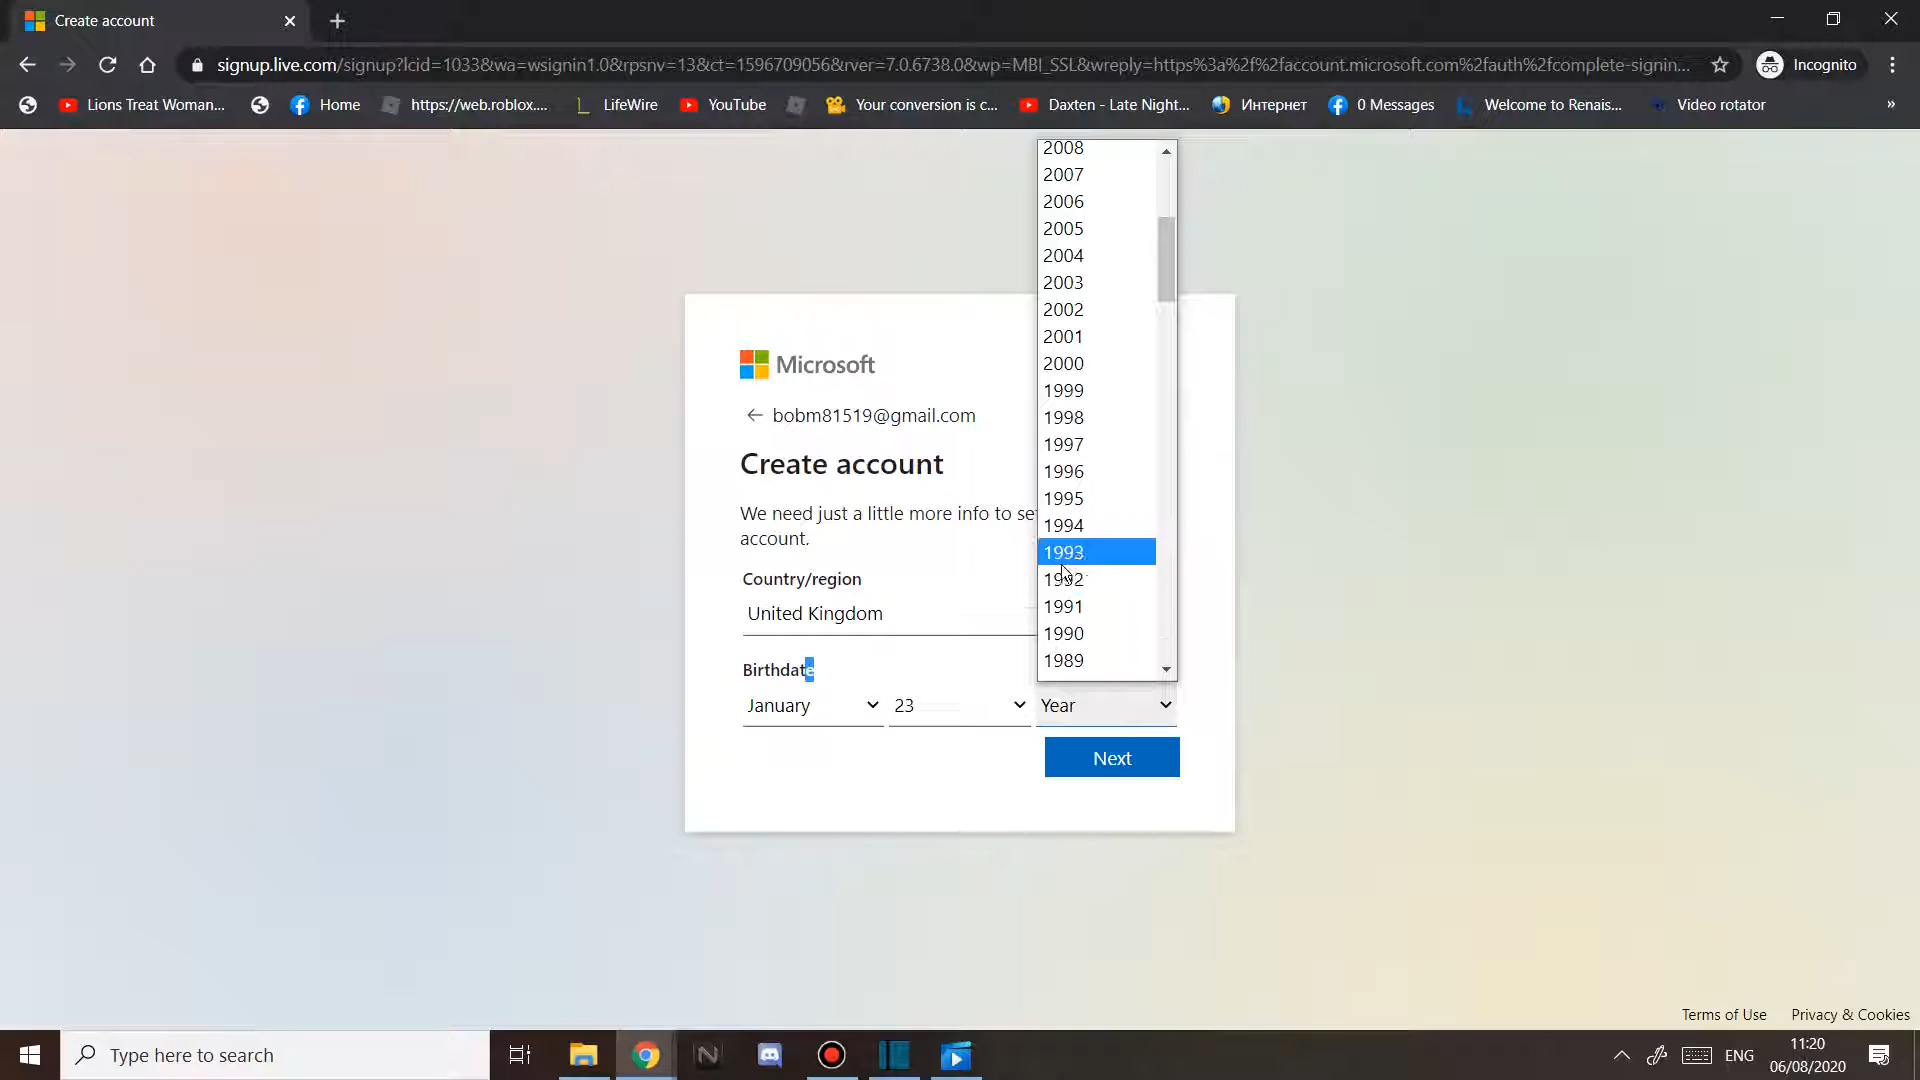 Create account
signup.live.com/signup?lcid=1033&wa=wsignin1.0&rpsnv=13&ct=1596709056&rver=7.0.6738.0&wp=MBI_SSL&wreply=https%3a%2f%2faccount.microsoft.com%2fauth%2fcomplete-signin...
Incognito
Lions Treat Woman...
Home
https://web.roblox....
LifeWire
YouTube
Your conversion is c...
Daxten - Late Night...
Интернет
0 Messages
Welcome to Renais...
Video rotator
»
2008
2007
2006
2005
2004
2003
2002
2001
2000
1999
1998
1997
1996
1995
1994
1993
1992
1991
1990
1989
Microsoft
bobm81519@gmail.com
Create account
We need just a little more info to se
account.
Country/region
United Kingdom
Birthdate
January
23
Year
Next
Terms of Use
Privacy & Cookies
Type here to search
ENG
11:20
06/08/2020